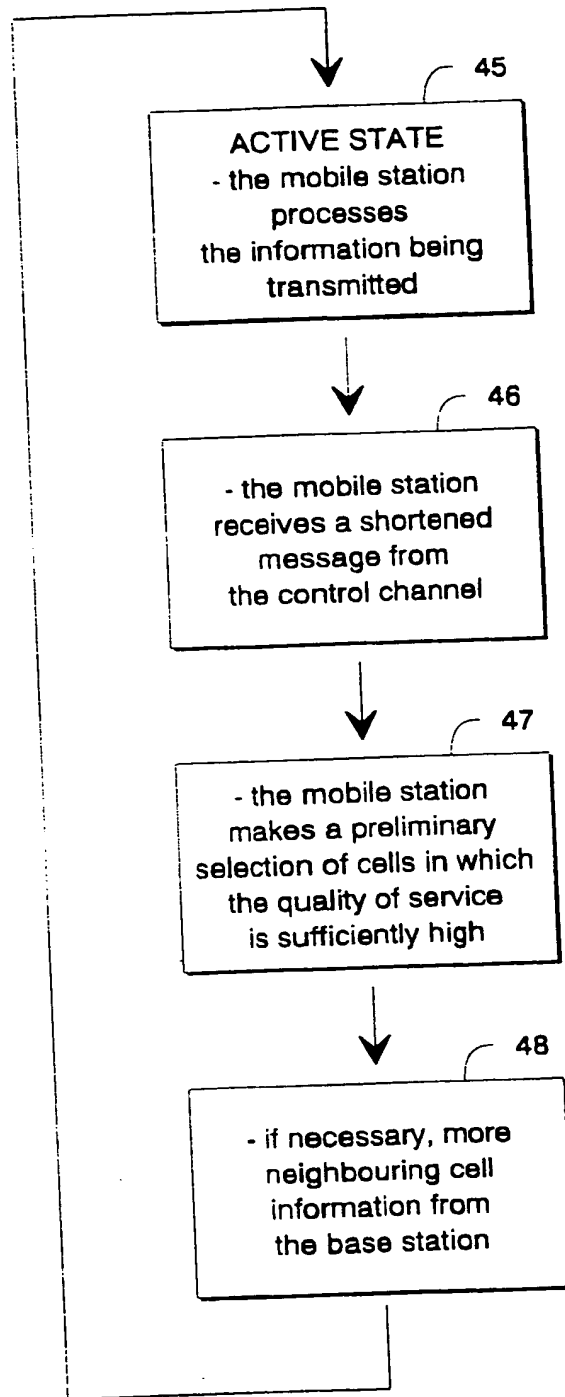 45
ACTIVE STATE
- the mobile station
processes
the information being
transmitted
46
- the mobile station
receives a shortened
message from
the control channel
47
- the mobile station
makes a preliminary
selection of cells in which
the quality of service
is sufficiently high
48
- if necessary, more
neighbouring cell
information from
the base station